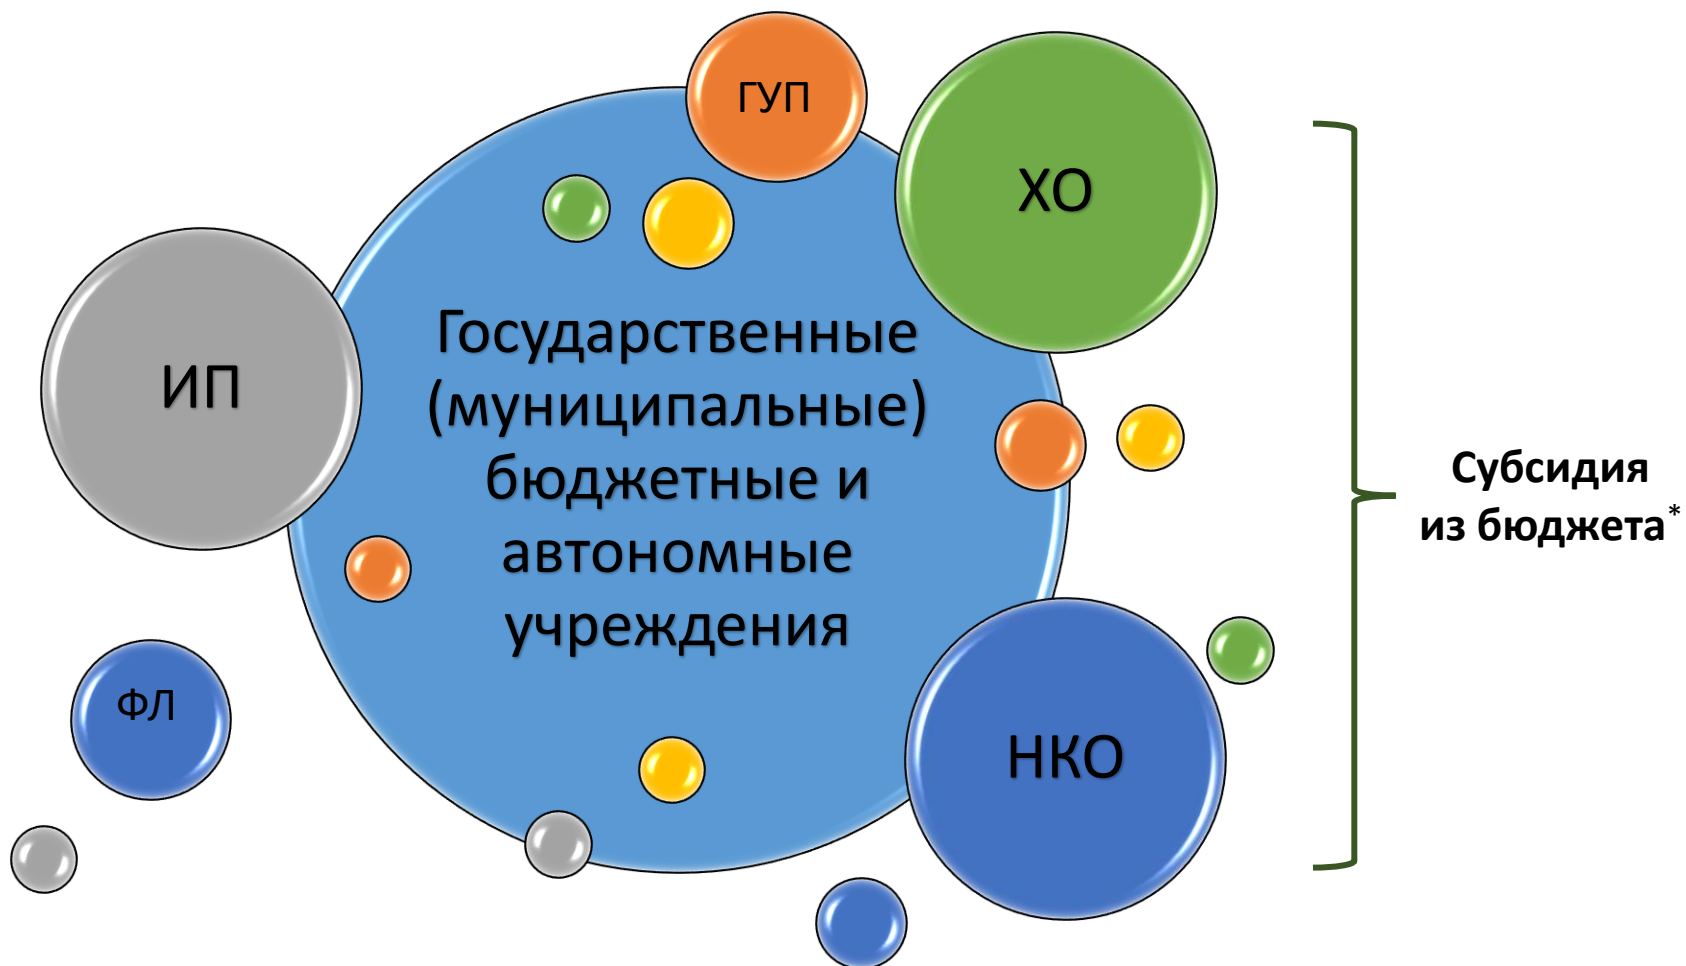 ГУП
ХО
ИП
Государственные
(муниципальные)
бюджетные и
автономные
учреждения
ФЛ
НКО
Субсидия
из бюджета*